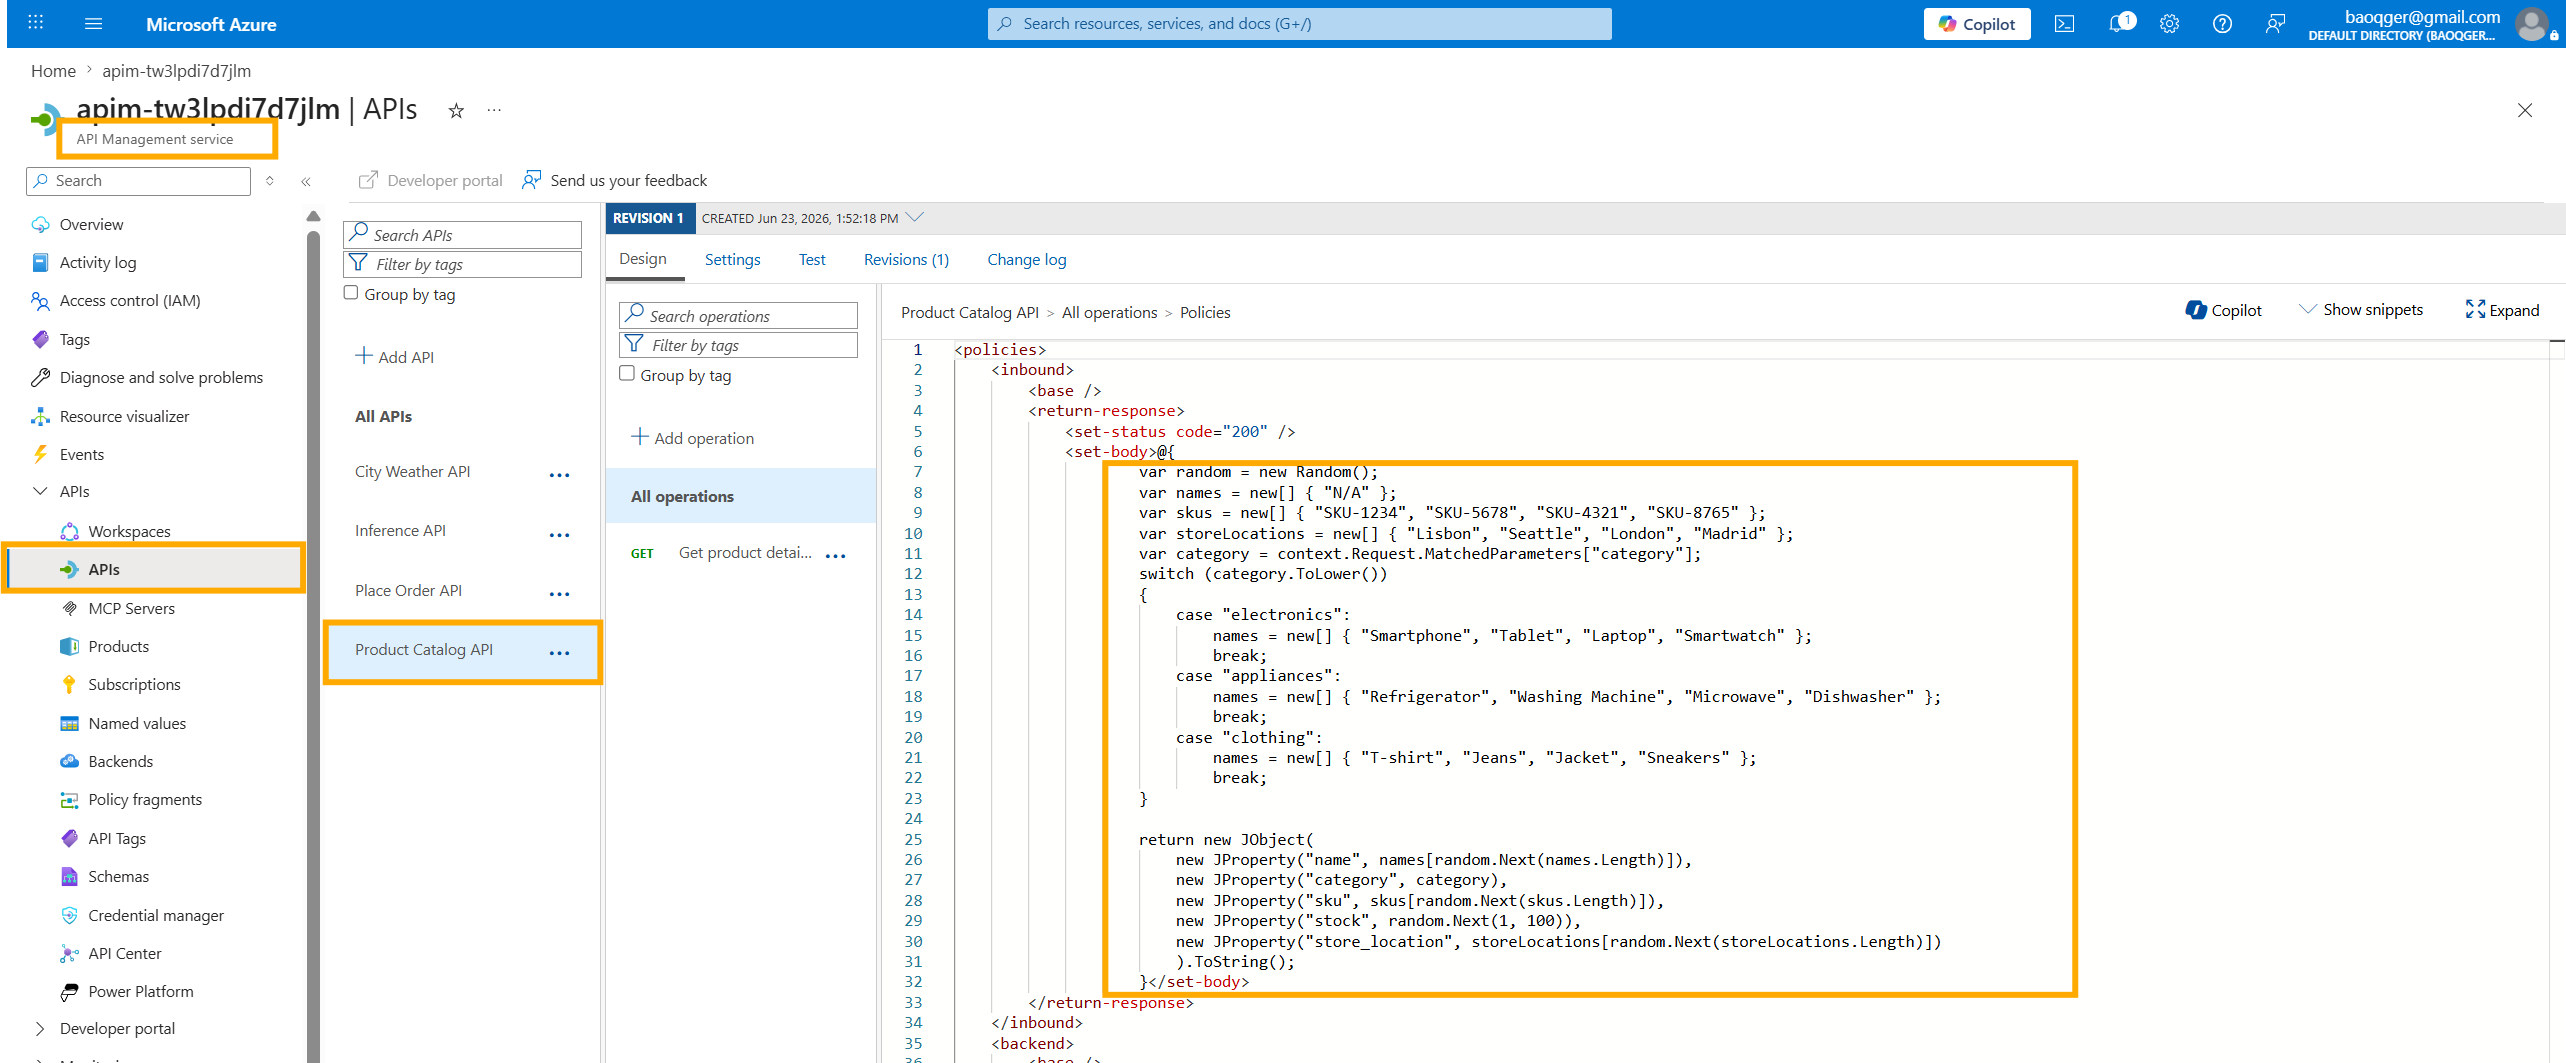 Microsoft Azure
Search resources, services, and docs (G+/)
Copilot
1
baoqger@gmail.com
DEFAULT DIRECTORY (BAOQGER...
Home > apim-tw3lpdi7d7jlm
apim-tw3lpdi7d7jlm | APIs
API Management service
Search
Developer portal
Send us your feedback
Overview
Activity log
Access control (IAM)
Tags
Diagnose and solve problems
Resource visualizer
Events
APIs
Workspaces
APIs
MCP Servers
Products
Subscriptions
Named values
Backends
Policy fragments
API Tags
Schemas
Credential manager
API Center
Power Platform
Developer portal
Search APIs
Filter by tags
Group by tag
Add API
All APIs
City Weather API
Inference API
Place Order API
Product Catalog API
REVISION 1
CREATED Jun 23, 2026, 1:52:18 PM
Design
Settings
Test
Revisions (1)
Change log
Search operations
Filter by tags
Group by tag
Add operation
All operations
GET Get product detai...
Product Catalog API > All operations > Policies
Copilot
Show snippets
Expand
1 <policies>
2 <inbound>
3 <base />
4 <return-response>
5 <set-status code="200" />
6 <set-body>@{
7 var random = new Random();
8 var names = new[] { "N/A" };
9 var skus = new[] { "SKU-1234", "SKU-5678", "SKU-4321", "SKU-8765" };
10 var storeLocations = new[] { "Lisbon", "Seattle", "London", "Madrid" };
11 var category = context.Request.MatchedParameters["category"];
12 switch (category.ToLower())
13 {
14 case "electronics":
15 names = new[] { "Smartphone", "Tablet", "Laptop", "Smartwatch" };
16 break;
17 case "appliances":
18 names = new[] { "Refrigerator", "Washing Machine", "Microwave", "Dishwasher" };
19 break;
20 case "clothing":
21 names = new[] { "T-shirt", "Jeans", "Jacket", "Sneakers" };
22 break;
23 }
24
25 return new JObject(
26 new JProperty("name", names[random.Next(names.Length)]),
27 new JProperty("category", category),
28 new JProperty("sku", skus[random.Next(skus.Length)]),
29 new JProperty("stock", random.Next(1, 100)),
30 new JProperty("store_location", storeLocations[random.Next(storeLocations.Length)])
31 ).ToString();
32 }</set-body>
33 </return-response>
34 </inbound>
35 <backend>
36 <base />